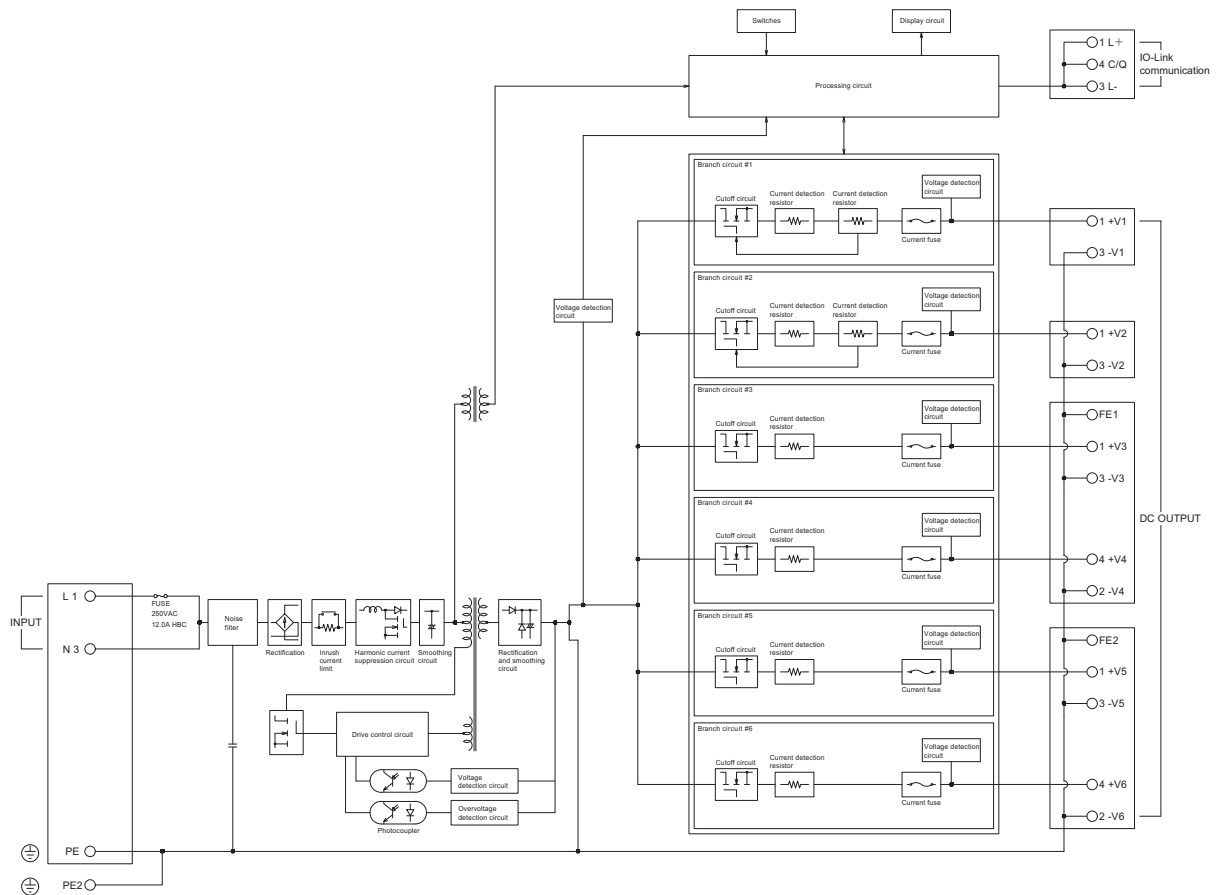 Switches
Display circuit
Processing circuit
1 L+
4 C/Q
3 L-
IO-Link
communication
Branch circuit #1
Voltage detection
circuit
Cutoff circuit
Current detection
resistor
Current detection
resistor
Current fuse
1 +V1
3 -V1
Branch circuit #2
Voltage detection
circuit
Cutoff circuit
Current detection
resistor
Current detection
resistor
Current fuse
1 +V2
3 -V2
Voltage detection
circuit
Branch circuit #3
Voltage detection
circuit
Cutoff circuit
Current detection
resistor
Current fuse
FE1
1 +V3
3 -V3
Branch circuit #4
Voltage detection
circuit
Cutoff circuit
Current detection
resistor
Current fuse
4 +V4
2 -V4
DC OUTPUT
Branch circuit #5
Voltage detection
circuit
Cutoff circuit
Current detection
resistor
Current fuse
FE2
1 +V5
3 -V5
Branch circuit #6
Voltage detection
circuit
Cutoff circuit
Current detection
resistor
Current fuse
4 +V6
2 -V6
INPUT
L 1
N 3
FUSE
250VAC
12.0A HBC
Noise
filter
Rectification
Inrush
current
limit
Harmonic current
suppression circuit
Smoothing
circuit
Rectification
and smoothing
circuit
Drive control circuit
Voltage
detection circuit
Overvoltage
detection circuit
Photocoupler
PE
PE2